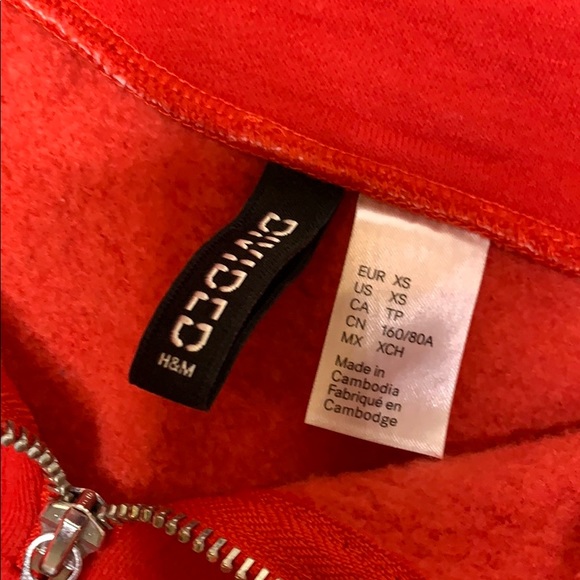 DIVIDED
H&M
EUR XS
US XS
CA TP
CN 160/80A
MX XCH
Made in
Cambodia
Fabriqué en
Cambodge